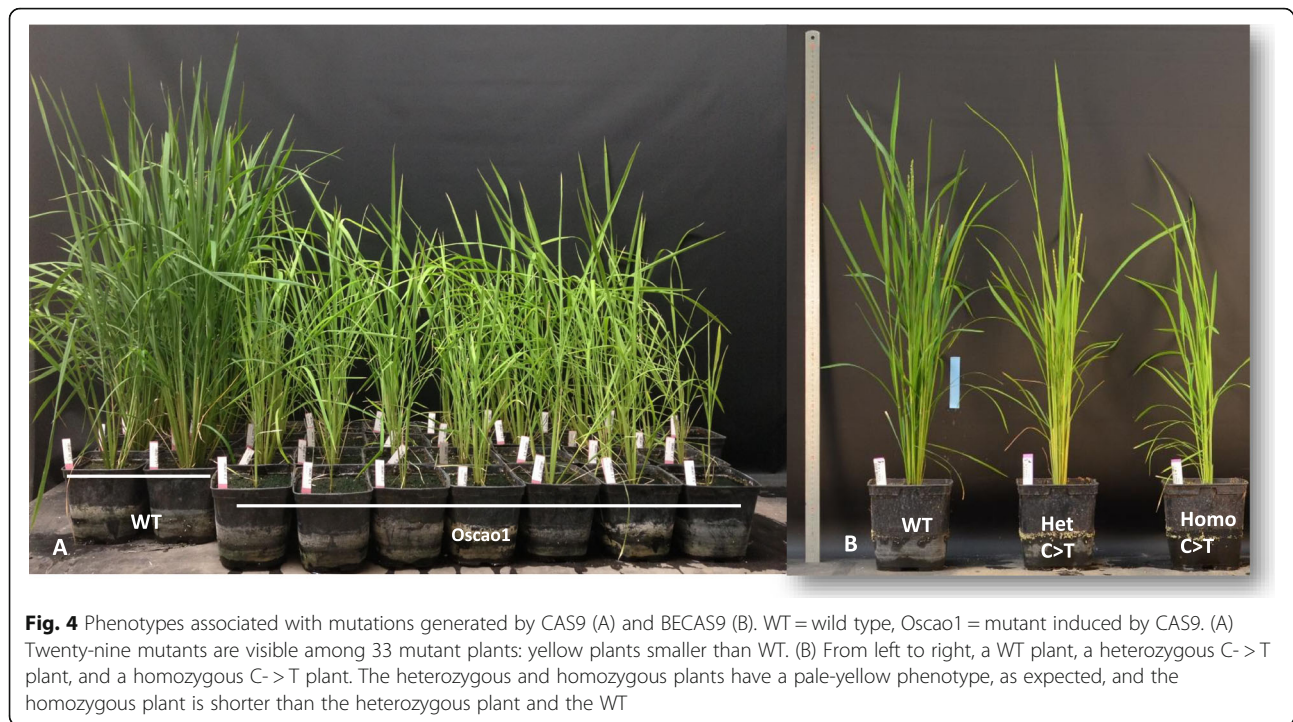 WT
Oscao1
A
WT
Het
C>T
Homo
C>T
B
Fig. 4 Phenotypes associated with mutations generated by CAS9 (A) and BECAS9 (B). WT = wild type, Oscao1 = mutant induced by CAS9. (A)
Twenty-nine mutants are visible among 33 mutant plants: yellow plants smaller than WT. (B) From left to right, a WT plant, a heterozygous C- > T
plant, and a homozygous C- > T plant. The heterozygous and homozygous plants have a pale-yellow phenotype, as expected, and the
homozygous plant is shorter than the heterozygous plant and the WT